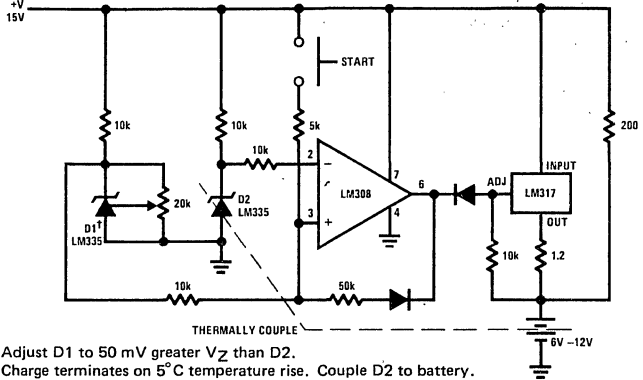 +V
15V
START
10k
10k
5k
200
10k
2
7
INPUT
LM308
6
ADJ
LM317
D2
LM335
20k
3
4
OUT
D1†
LM335
10k
1.2
10k
50k
THERMALLY COUPLE
6V –12V
Adjust D1 to 50 mV greater VZ than D2.
Charge terminates on 5°C temperature rise. Couple D2 to battery.